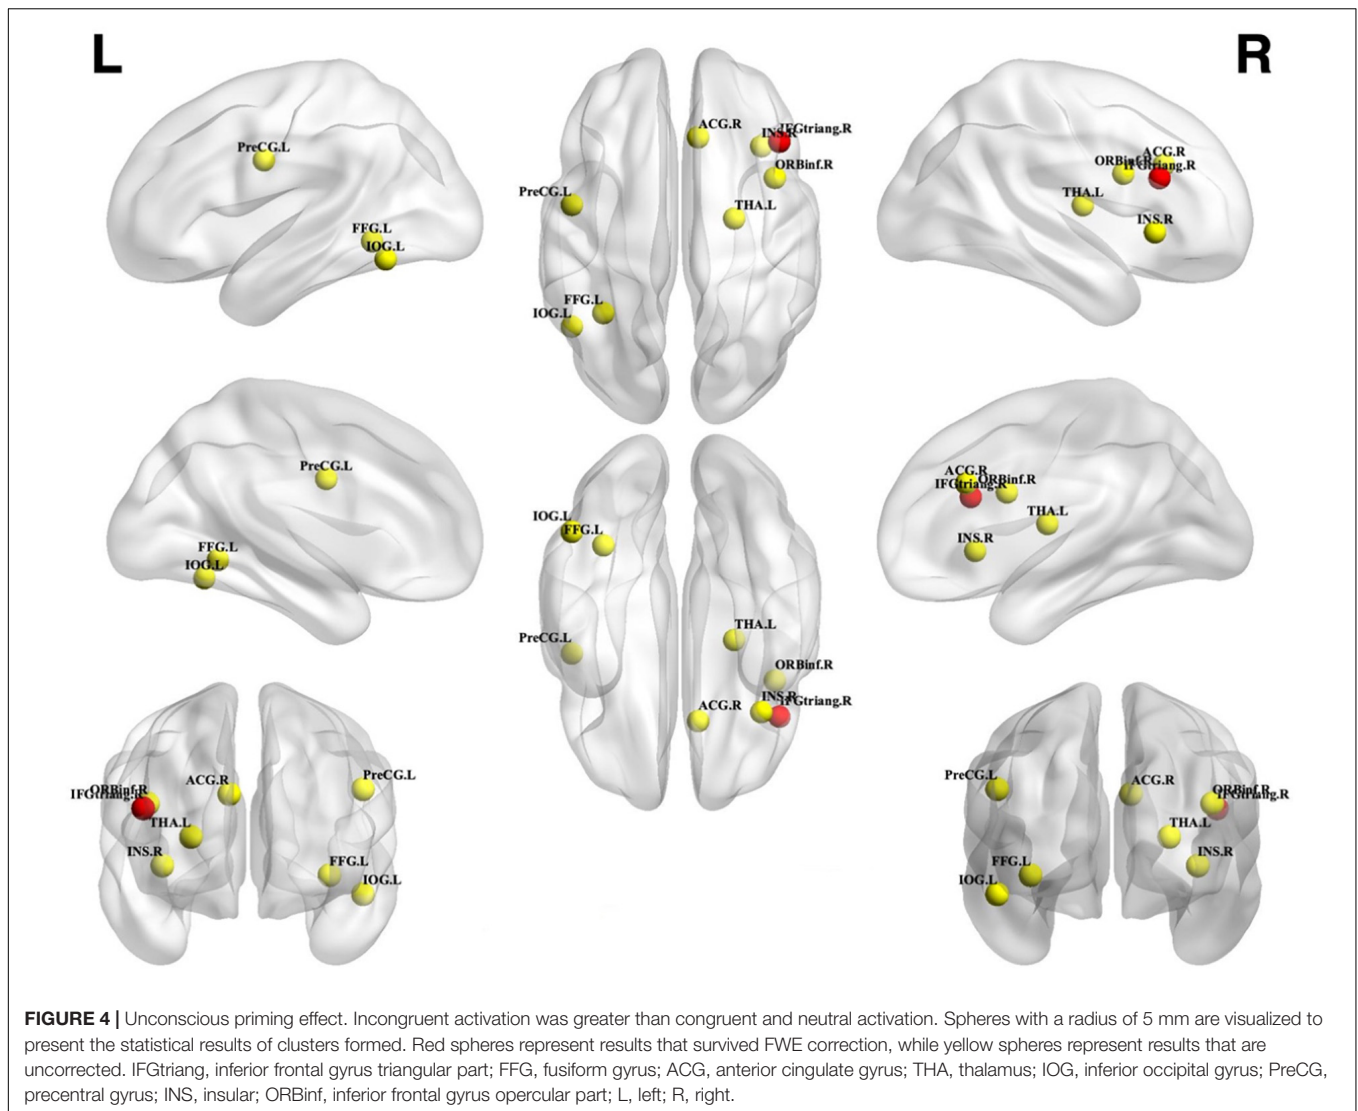 L
R
PreCG.L
FFG.L
IOG.L
ACG.R
INS.R
IFGtriang.R
ORBinf.R
PreCG.L
THA.L
FFG.L
IOG.L
ACG.R
ORBinf.R
IFGtriang.R
THA.L
INS.R
PreCG.L
FFG.L
IOG.L
IOG.L
FFG.L
THA.L
PreCG.L
ORBinf.R
INS.R
IFGtriang.R
ACG.R
ACG.R
ORBinf.R
IFGtriang.R
THA.L
INS.R
ACG.R
PreCG.L
ORBinf.R
IFGtriang.R
THA.L
INS.R
FFG.L
IOG.L
PreCG.L
ACG.R
ORBinf.R
IFGtriang.R
THA.L
INS.R
FFG.L
IOG.L
FIGURE 4 | Unconscious priming effect. Incongruent activation was greater than congruent and neutral activation. Spheres with a radius of 5 mm are visualized to
present the statistical results of clusters formed. Red spheres represent results that survived FWE correction, while yellow spheres represent results that are
uncorrected. IFGtriang, inferior frontal gyrus triangular part; FFG, fusiform gyrus; ACG, anterior cingulate gyrus; THA, thalamus; IOG, inferior occipital gyrus; PreCG,
precentral gyrus; INS, insular; ORBinf, inferior frontal gyrus opercular part; L, left; R, right.